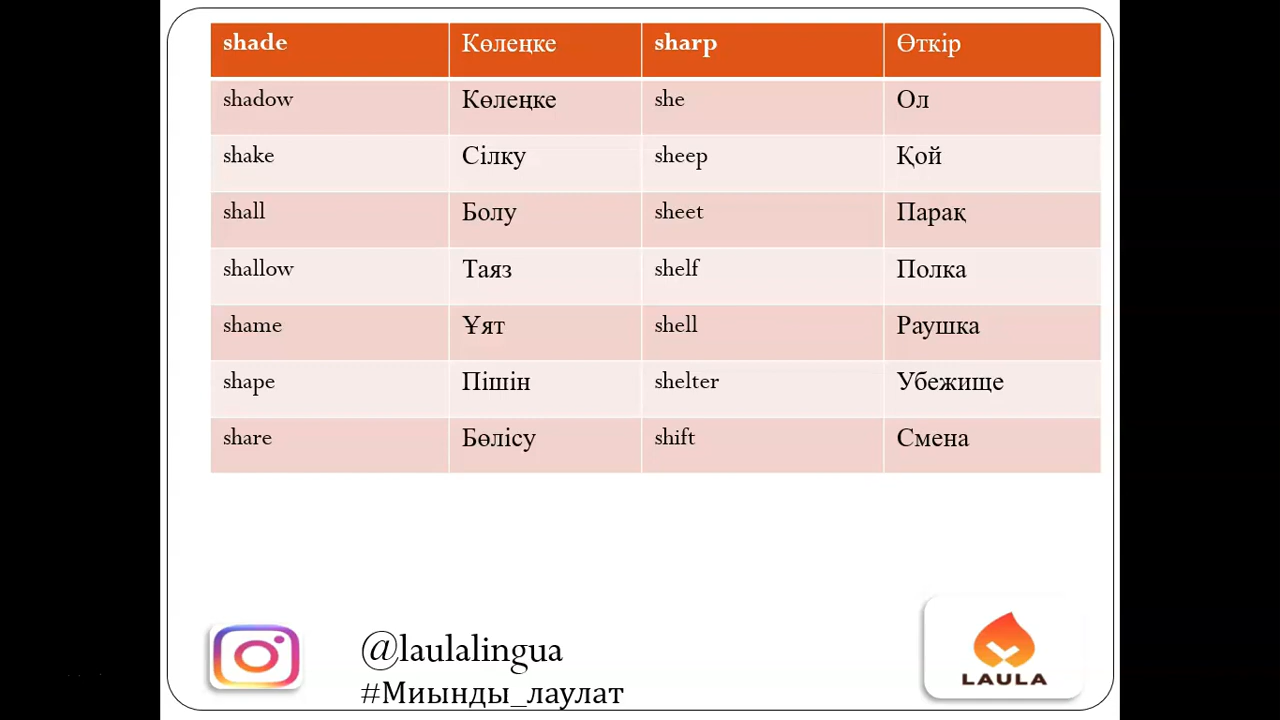 shade Көлеңке sharp Өткір
shadow Көлеңке she Ол
shake Сілку sheep Қой
shall Болу sheet Парақ
shallow Таяз shelf Полка
shame Ұят shell Раушка
shape Пішін shelter Убежище
share Бөлісу shift Смена
@laulalingua
#Миынды_лаулат
LAULA